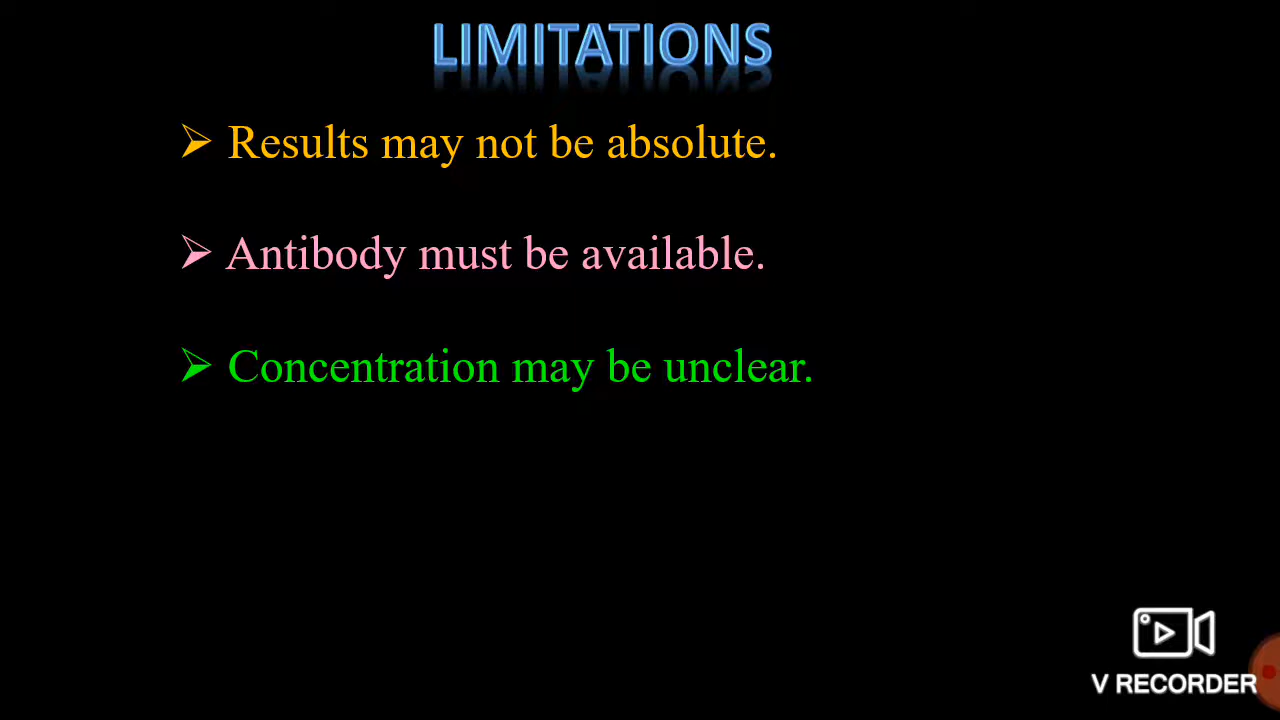 LIMITATIONS
➢ Results may not be absolute.
➢ Antibody must be available.
➢ Concentration may be unclear.
V RECORDER